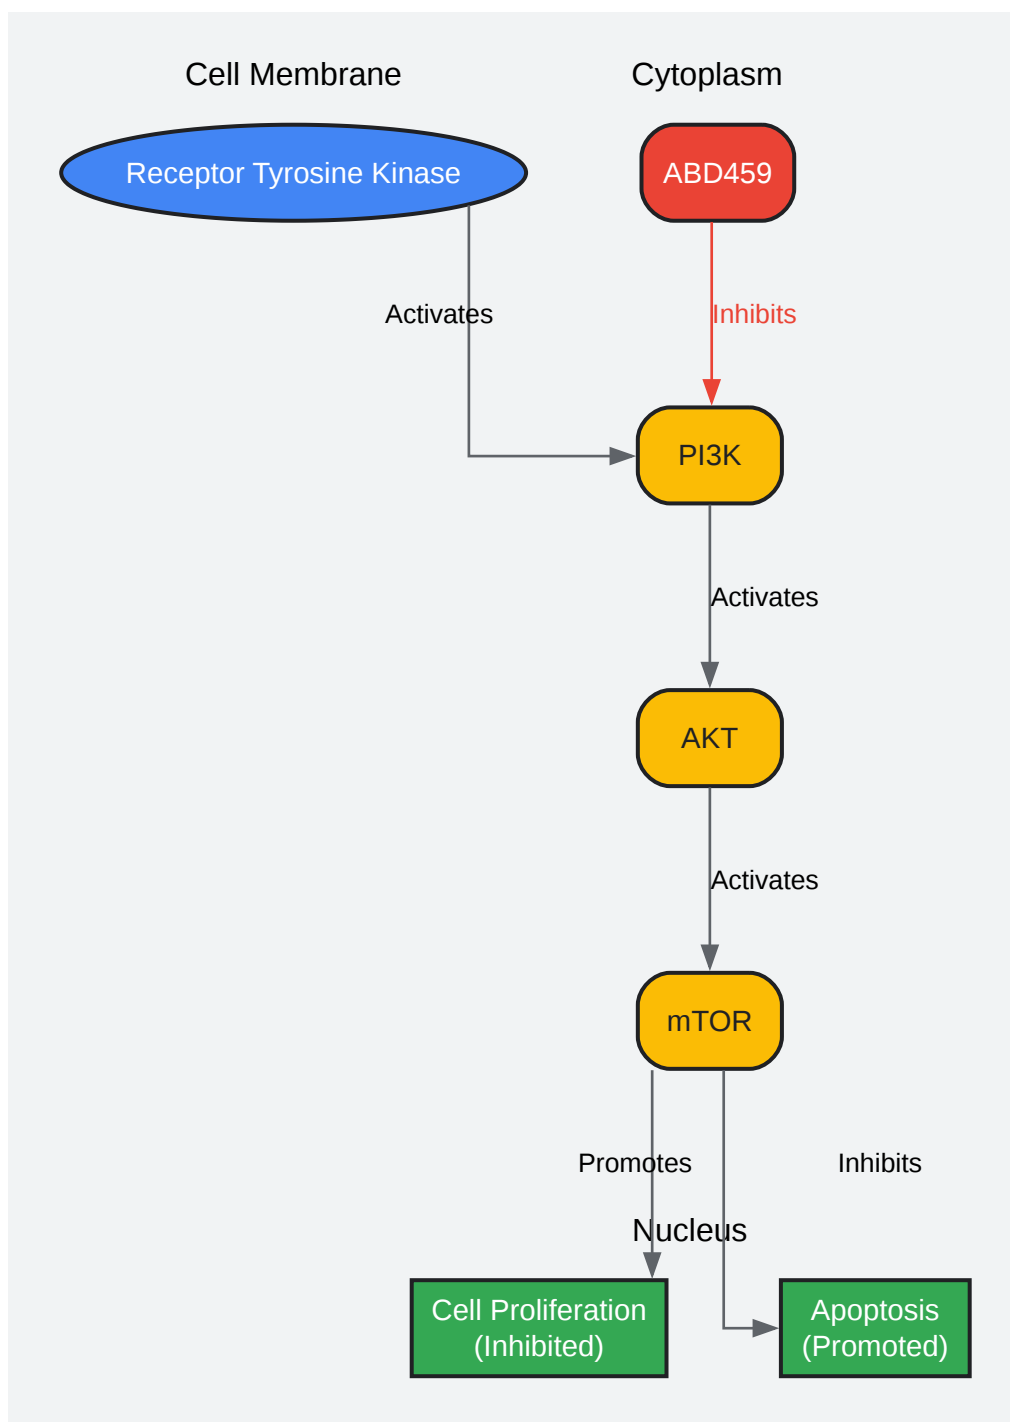 Cell Membrane
Cytoplasm
Receptor Tyrosine Kinase
ABD459
Activates
Inhibits
PI3K
Activates
AKT
Activates
mTOR
Promotes
Inhibits
Nucleus
Cell Proliferation
(Inhibited)
Apoptosis
(Promoted)